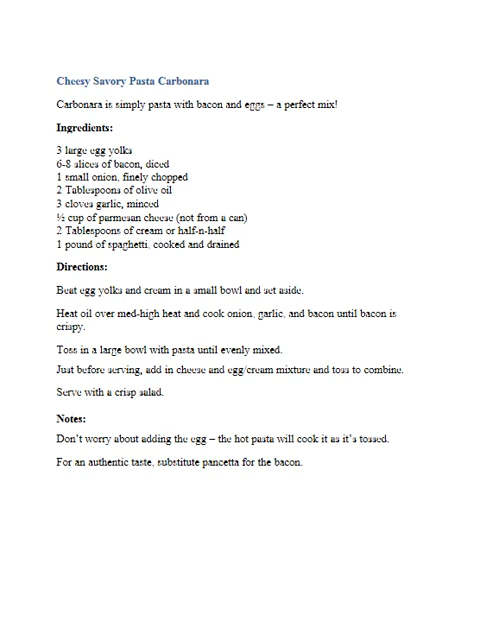 Cheesy Savory Pasta Carbonara
Carbonara is simply pasta with bacon and eggs – a perfect mix!
Ingredients:
3 large egg yolks
6-8 slices of bacon, diced
1 small onion, finely chopped
2 Tablespoons of olive oil
3 cloves garlic, minced
½ cup of parmesan cheese (not from a can)
2 Tablespoons of cream or half-n-half
1 pound of spaghetti, cooked and drained
Directions:
Beat egg yolks and cream in a small bowl and set aside.
Heat oil over med-high heat and cook onion, garlic, and bacon until bacon is
crispy.
Toss in a large bowl with pasta until evenly mixed.
Just before serving, add in cheese and egg/cream mixture and toss to combine.
Serve with a crisp salad.
Notes:
Don't worry about adding the egg – the hot pasta will cook it as it's tossed.
For an authentic taste, substitute pancetta for the bacon.